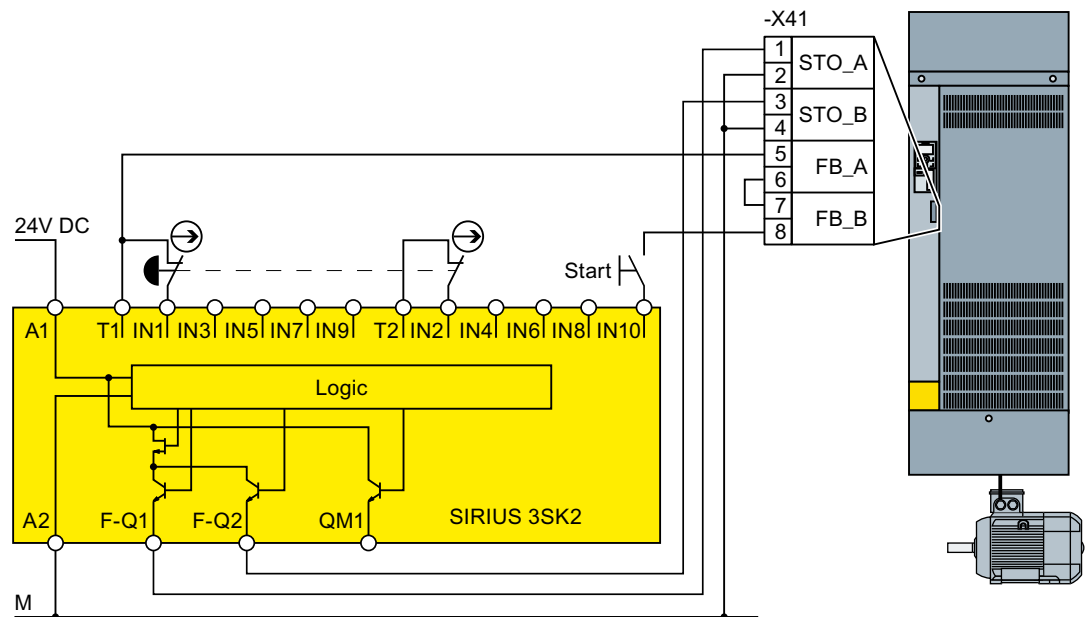 -X41
1
STO_A
2
3
STO_B
4
5
FB_A
6
7
FB_B
8
24V DC
Start
A1 T1 IN1 IN3 IN5 IN7 IN9 T2 IN2 IN4 IN6 IN8 IN10
Logic
A2 F-Q1 F-Q2 QM1 SIRIUS 3SK2
M